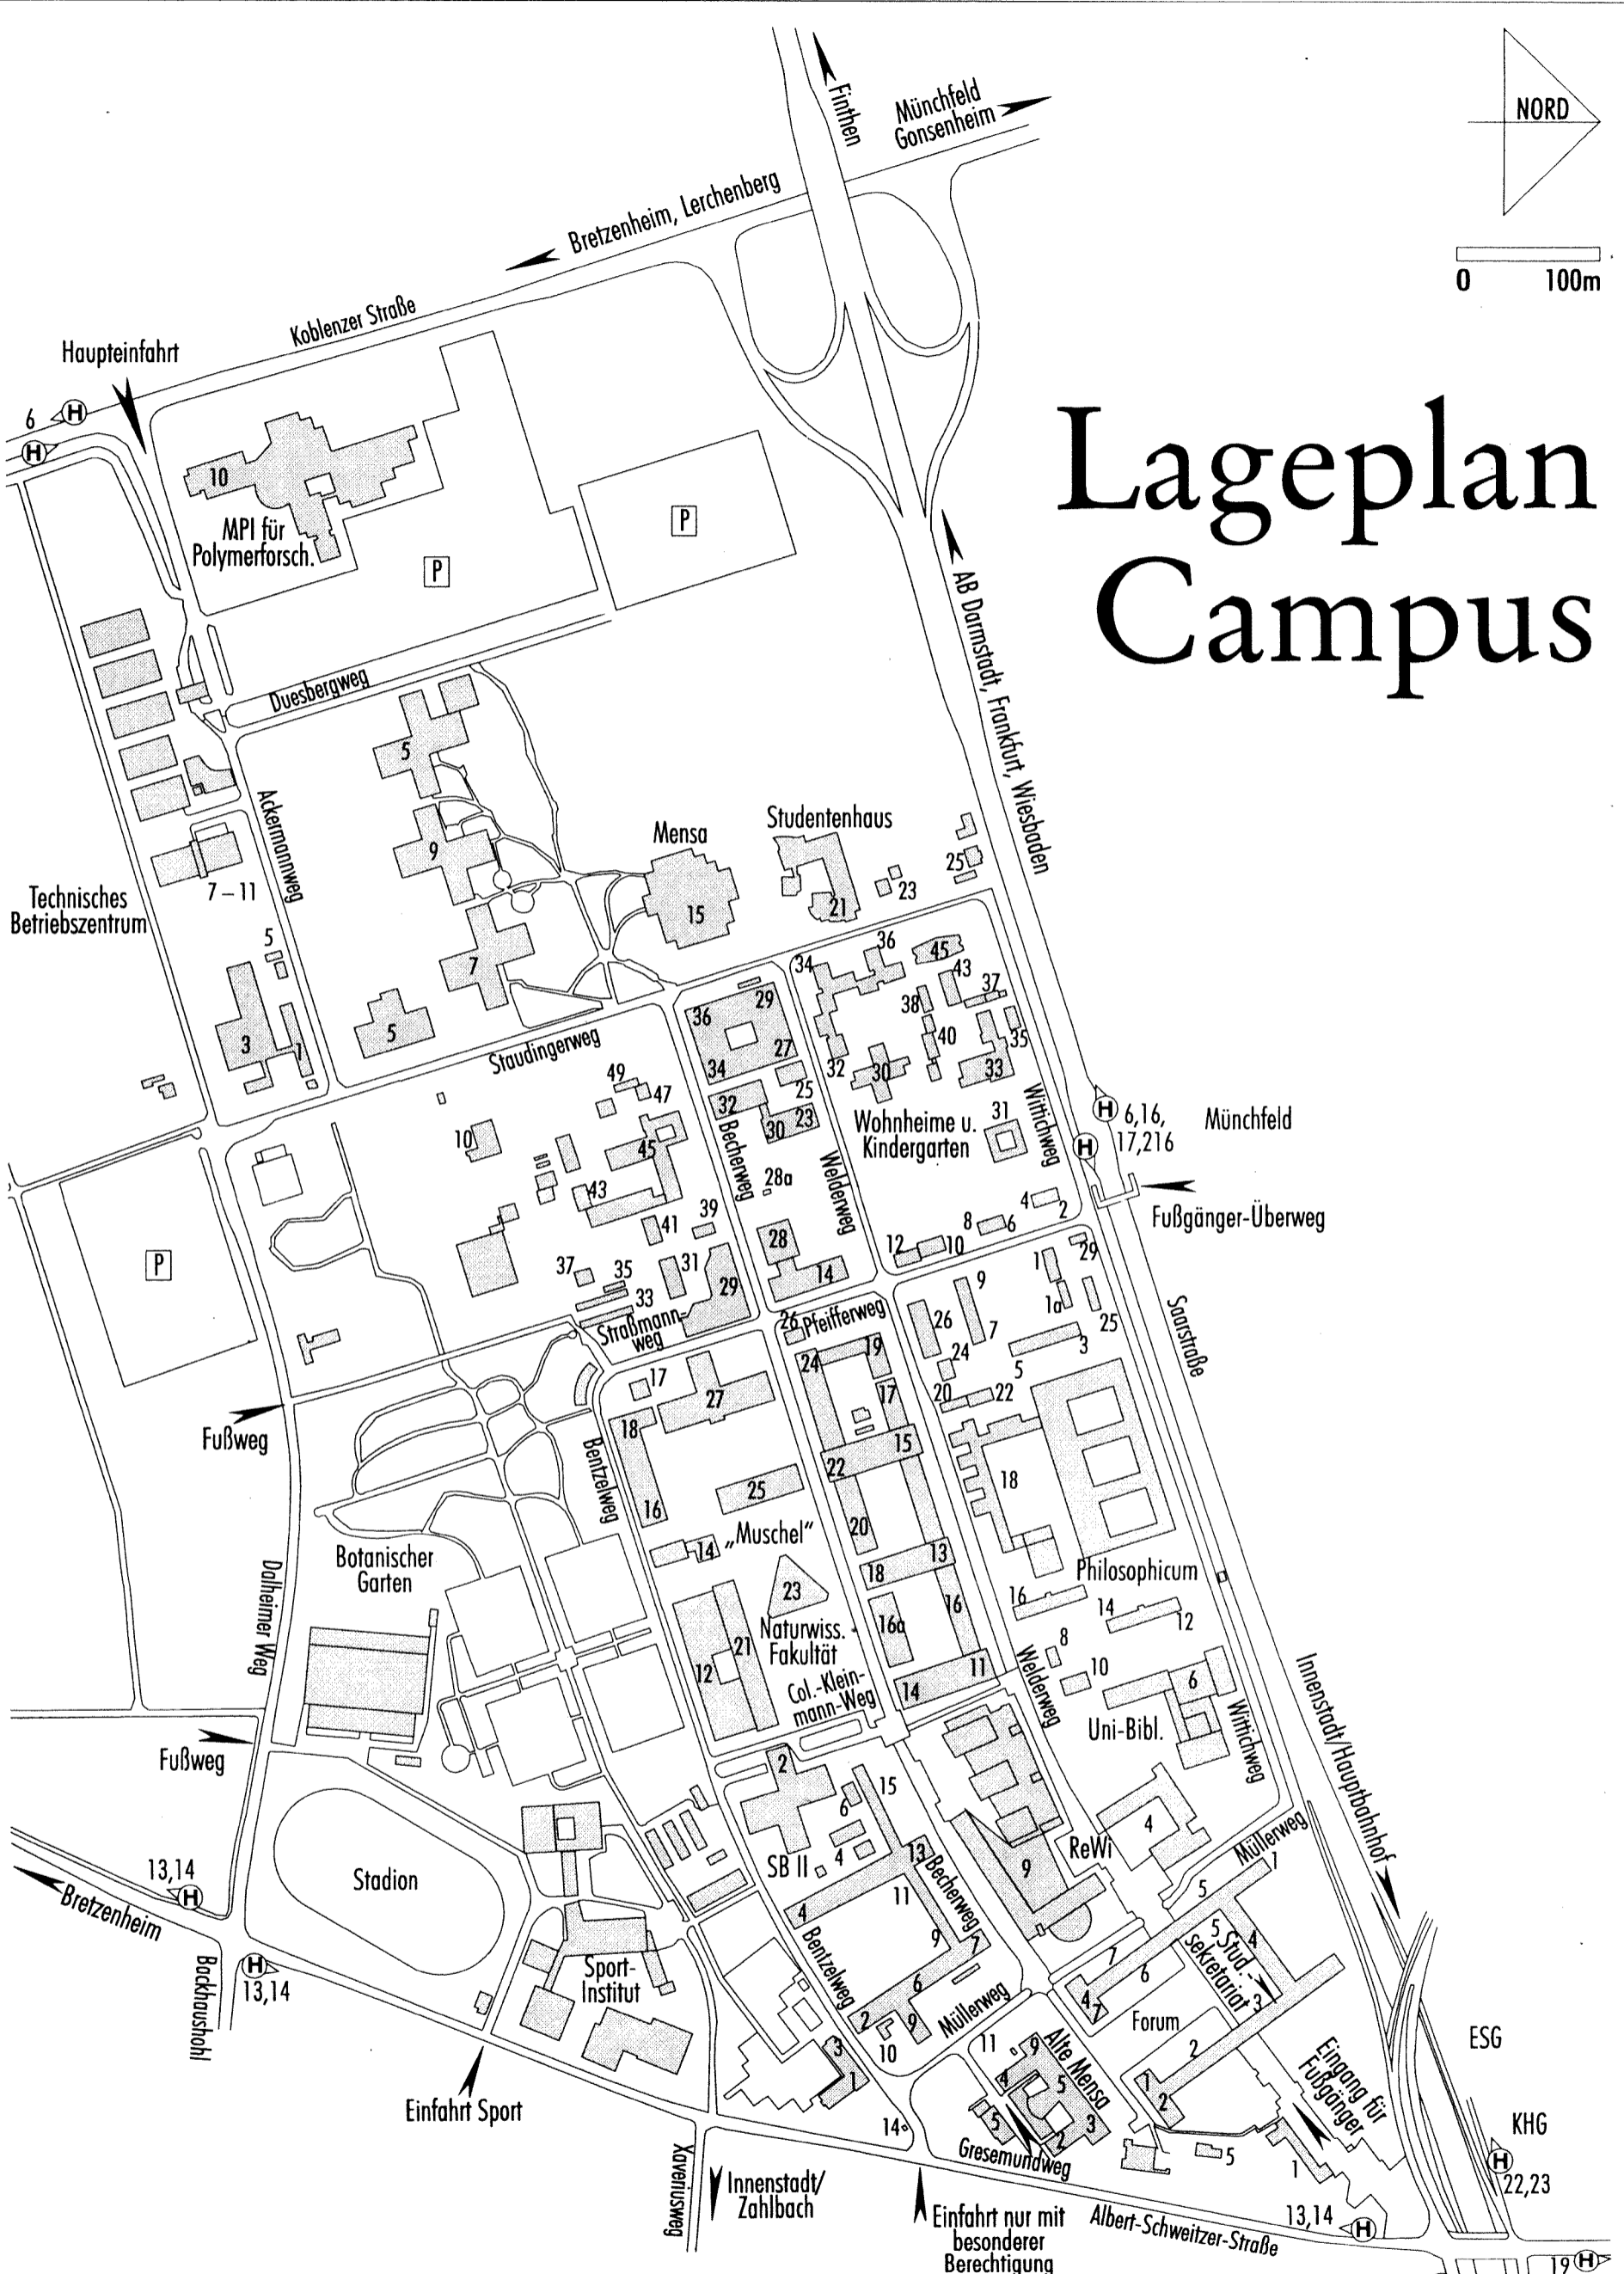 Finthen
Münchfeld
Gonsenheim
NORD
0 100m
Bretzenheim, Lerchenberg
Koblenzer Straße
Haupteinfahrt
6 H
H
Lageplan
Campus
10
MPI für
Polymerforsch.
P
P
AB Darmstadt, Frankfurt, Wiesbaden
Duesbergweg
5
Ackermannweg
9
Mensa
15
Studentenhaus
21
23
25
7–11
Technisches
Betriebszentrum
5
7
3
1
5
Staudingerweg
36
29
34
27
25
32
30
23
34
36
45
43
37
38
40
35
33
32
30
31
Wohnheime u.
Kindergarten
Wittichweg
H 6,16,
17,216
H
Münchfeld
Fußgänger-Überweg
49
47
10
45
43
41
39
Becherweg
28a
Welderweg
28
14
4
2
8
6
12
10
P
37
35
33
31
29
Straßmann-
weg
26
Pfeifferweg
1
29
1a
25
9
7
26
24
5
3
20
22
Saarstraße
24
19
17
17
27
18
16
25
15
22
20
18
Fußweg
Bentzelweg
14
„Muschel“
23
13
18
16
16a
Philosophicum
16
14
12
Botanischer
Garten
Dalheimer Weg
21
12
Naturwiss.
Fakultät
Col.-Klein-
mann-Weg
11
14
Welderweg
8
10
6
Uni-Bibl.
Wittichweg
Innenstadt/Hauptbahnhof
Fußweg
2
15
6
4
SB II
13
4
ReWi
9
Müllerweg
1
5
Stadion
13,14
H
Bretzenheim
Backhaushohl
H
13,14
Becherweg
11
9
7
4
Bentzelweg
6
2
9
10
Müllerweg
Sport-
Institut
5
4
Stud.-
sekretariat
3
7
6
4
7
Forum
2
1
2
Eingang für
Fußgänger
ESG
KHG
H
22,23
Einfahrt Sport
3
1
11
9
Alte Mensa
4
5
3
2
5
14
Gresemundweg
5
1
Xaveriusweg
Innenstadt/
Zahlbach
Einfahrt nur mit
besonderer
Berechtigung
Albert-Schweitzer-Straße
13,14 H
19 H